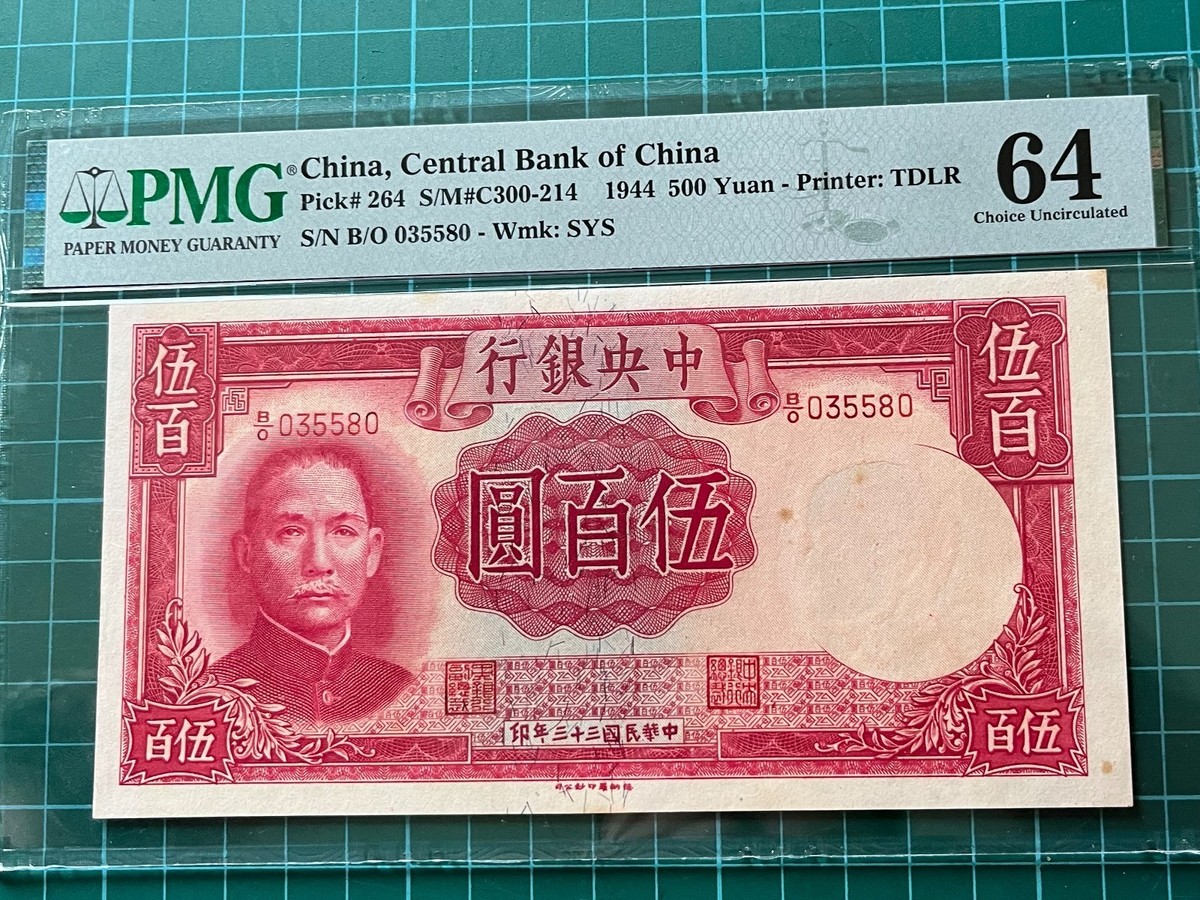 PMG®
PAPER MONEY GUARANTY
China, Central Bank of China
Pick# 264 S/M#C300-214 1944 500 Yuan - Printer: TDLR
S/N B/O 035580 - Wmk: SYS
64
Choice Uncirculated
行銀央中
伍百
伍百
B/O 035580
B/O 035580
圓百伍
印年三十三國民華中
百伍
百伍